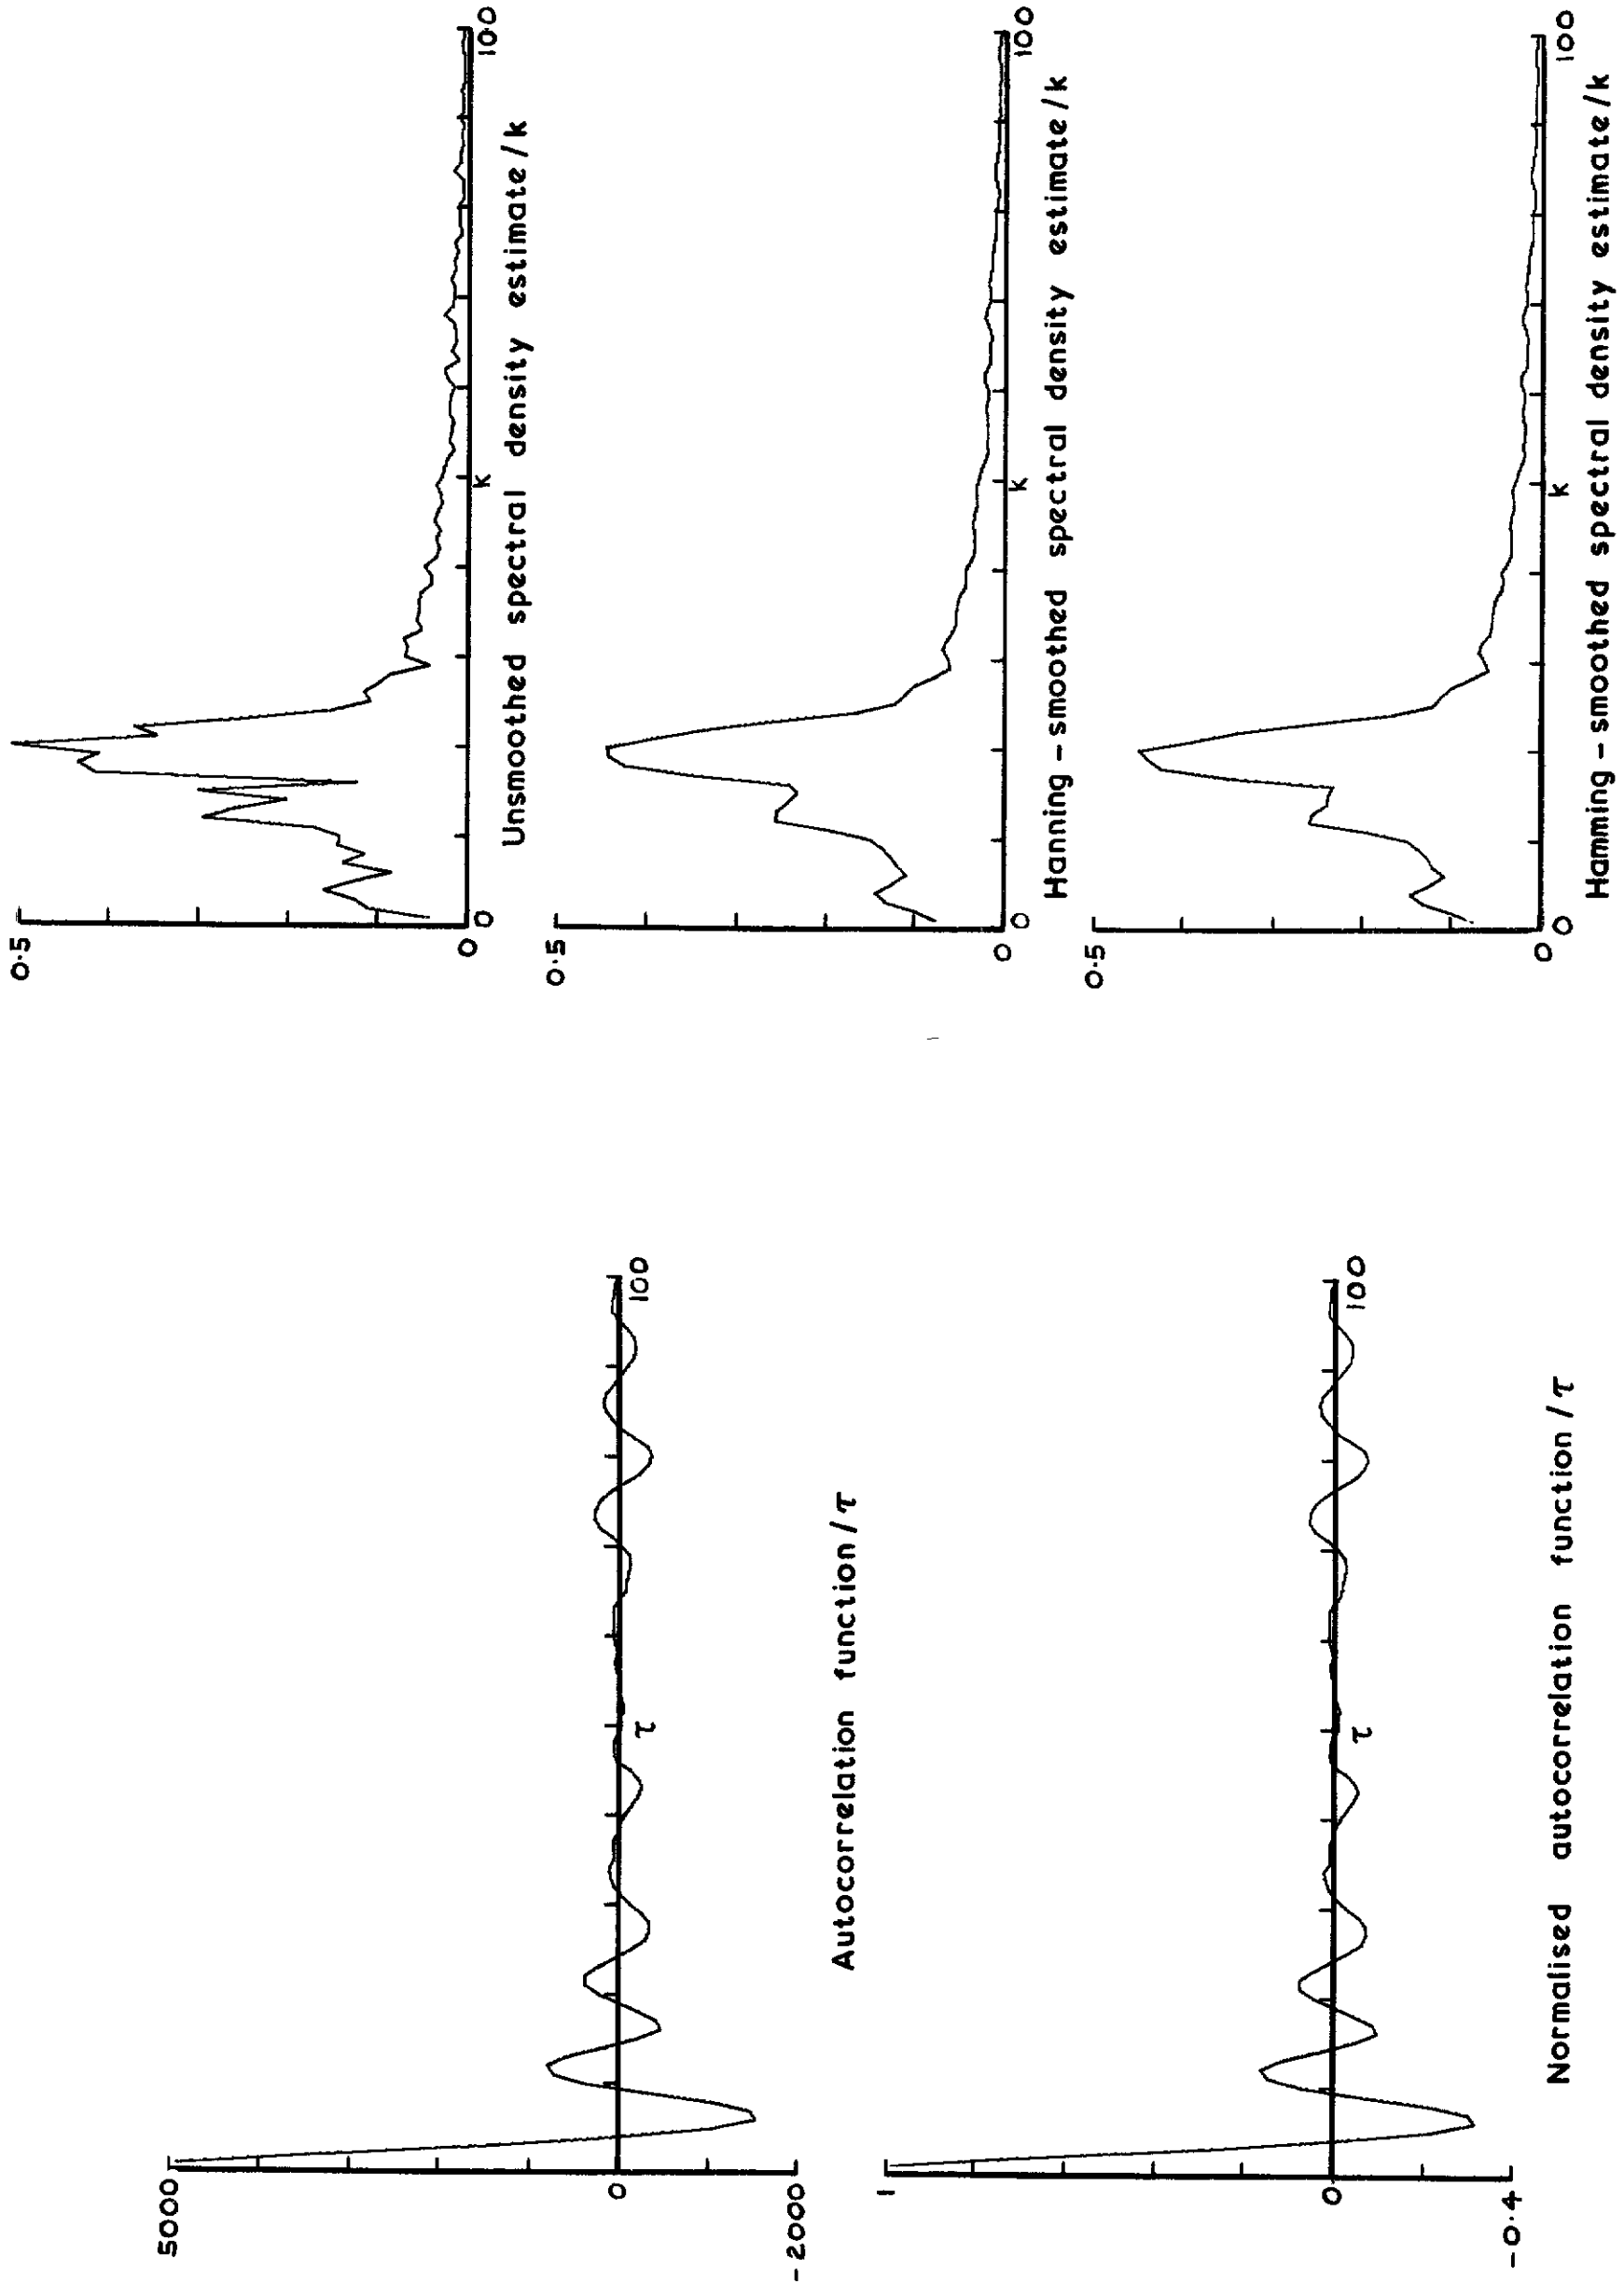 5000
0
-2000
τ
100
Autocorrelation function/τ
1
0
-0·4
τ
100
Normalised autocorrelation function/τ
0·5
0
0
k
100
Unsmoothed spectral density estimate/k
0·5
0
0
k
100
Hanning-smoothed spectral density estimate/k
0·5
0
0
k
100
Hamming-smoothed spectral density estimate/k